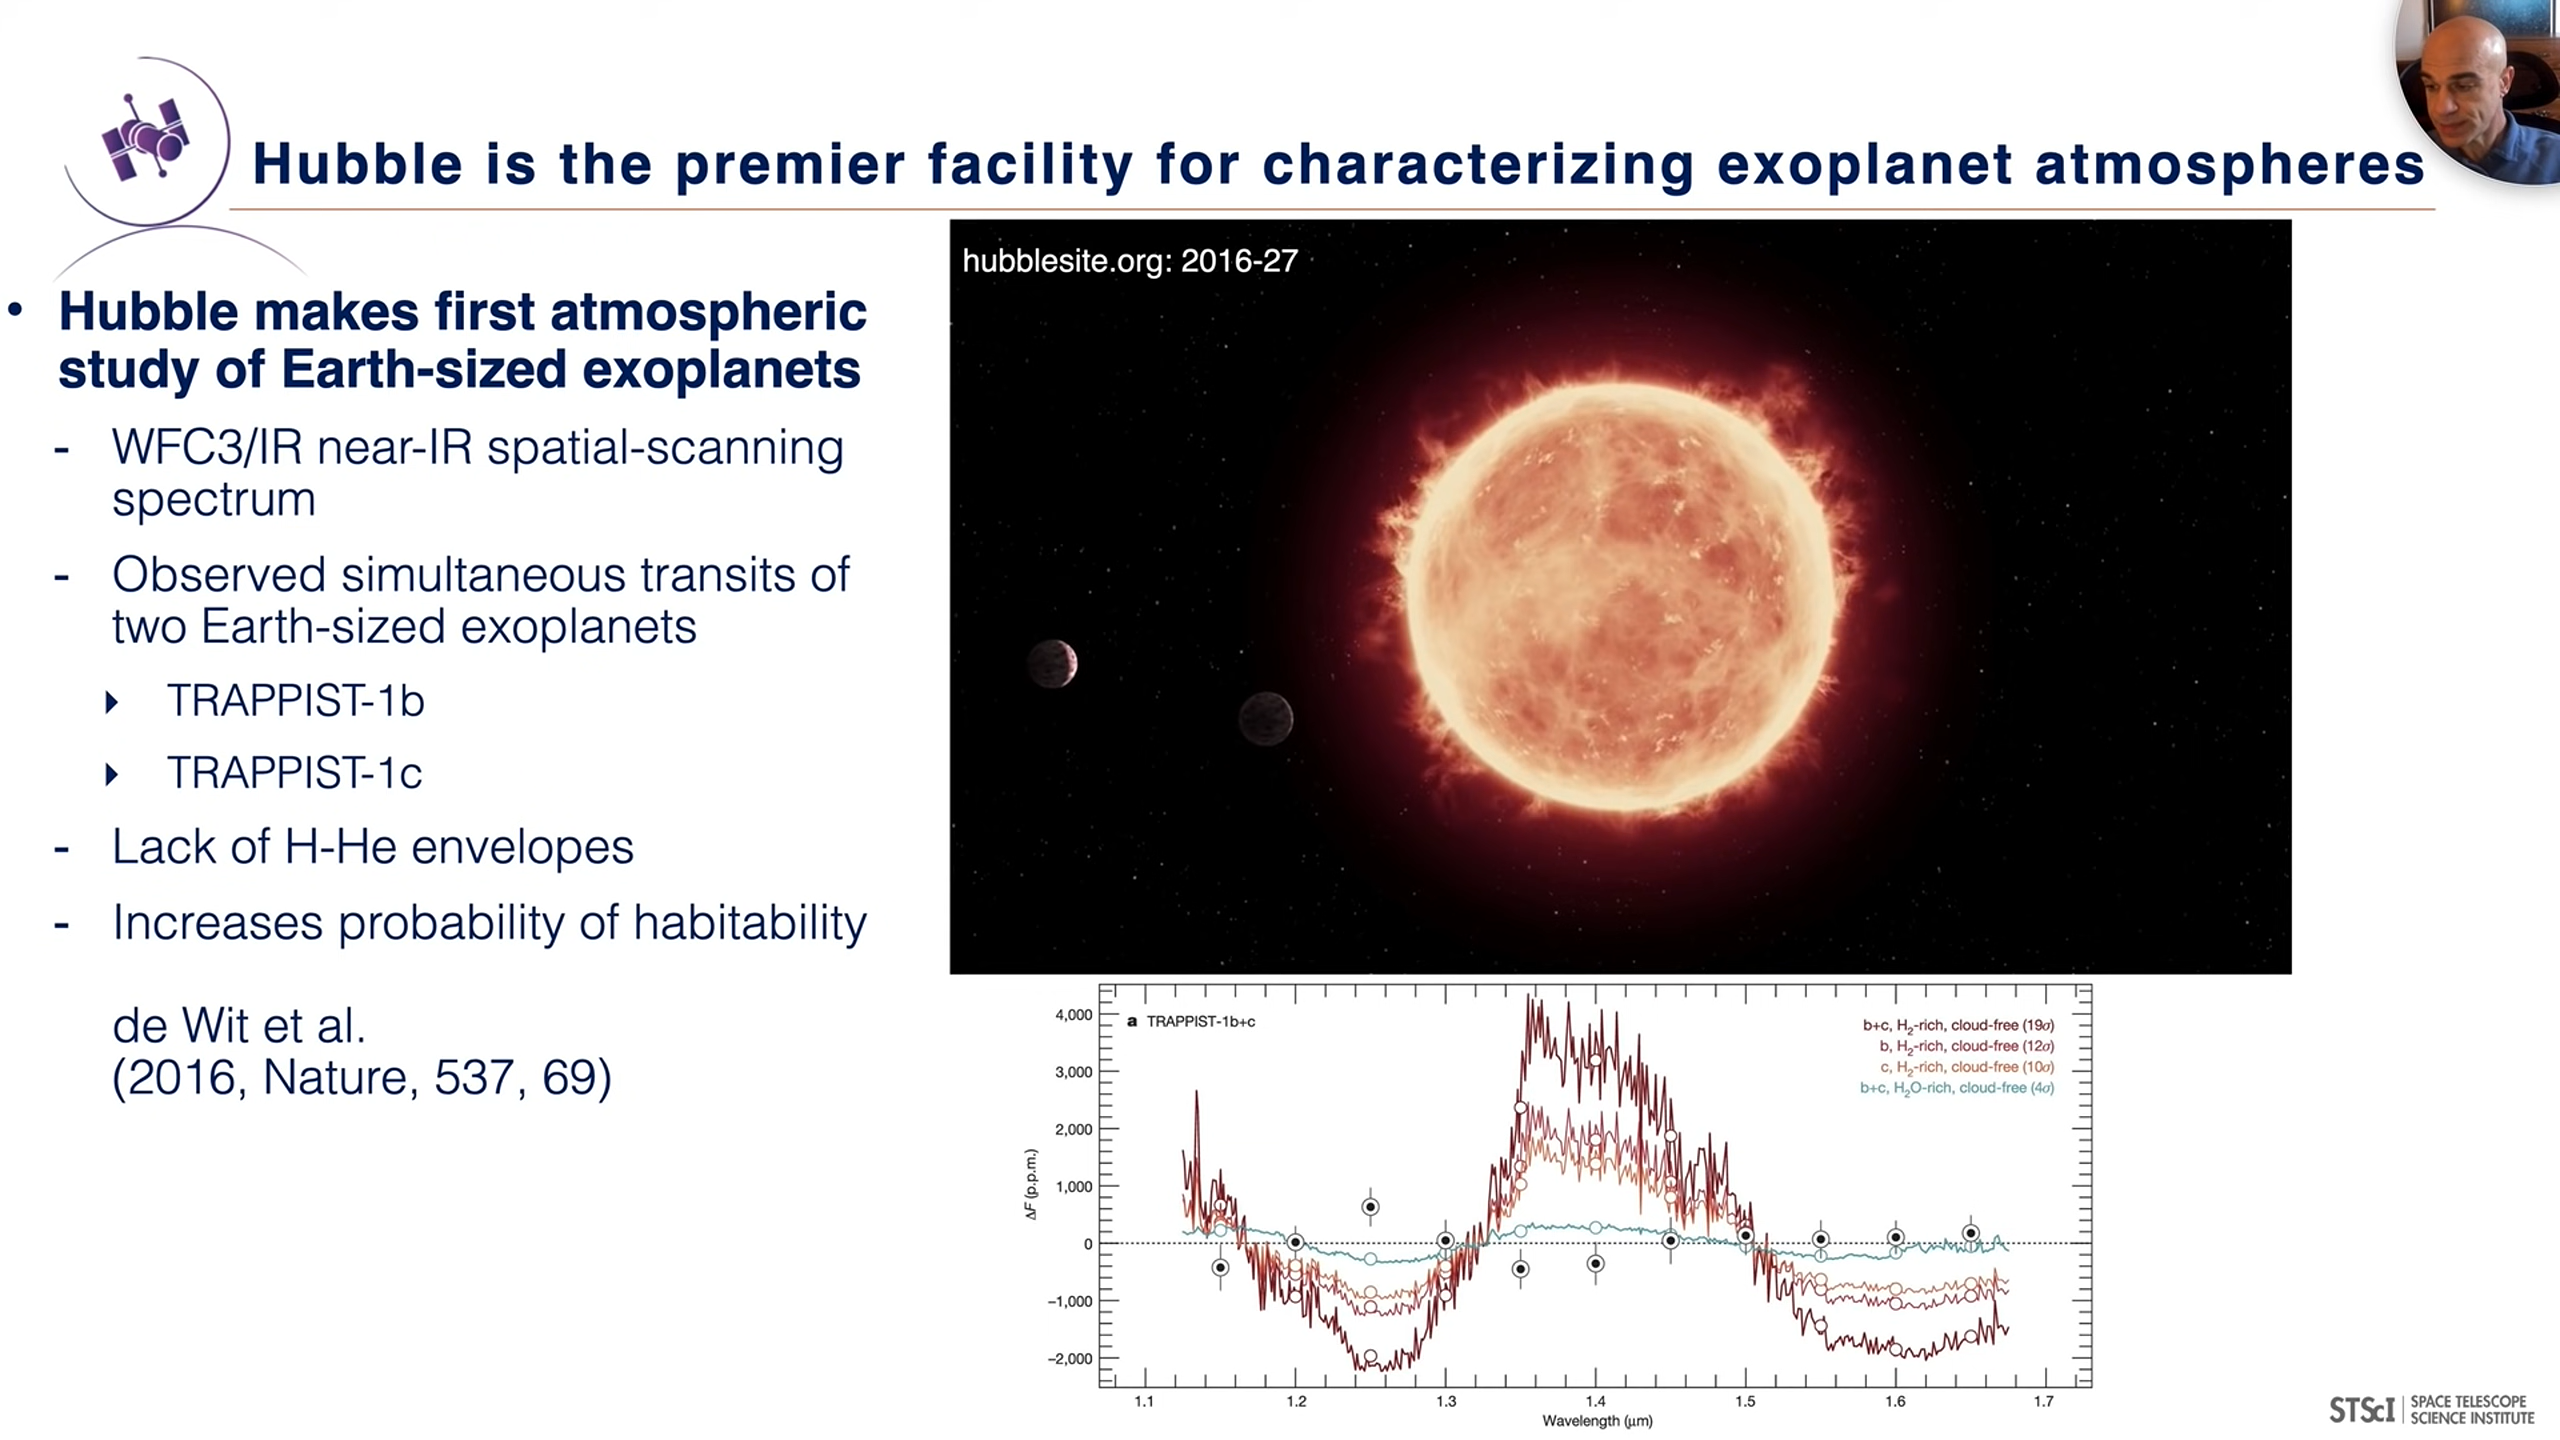 Hubble is the premier facility for characterizing exoplanet atmospheres
• Hubble makes first atmospheric
study of Earth-sized exoplanets
- WFC3/IR near-IR spatial-scanning
spectrum
- Observed simultaneous transits of
two Earth-sized exoplanets
TRAPPIST-1b
TRAPPIST-1c
- Lack of H-He envelopes
- Increases probability of habitability
de Wit et al.
(2016, Nature, 537, 69)
hubblesite.org: 2016-27
a TRAPPIST-1b+c
b+c, H₂-rich, cloud-free (19σ)
b, H₂-rich, cloud-free (12σ)
c, H₂-rich, cloud-free (10σ)
b+c, H₂O-rich, cloud-free (4σ)
4,000
3,000
2,000
1,000
0
−1,000
−2,000
ΔF (p.p.m.)
1.1 1.2 1.3 1.4 1.5 1.6 1.7
Wavelength (μm)
STScI | SPACE TELESCOPE
SCIENCE INSTITUTE